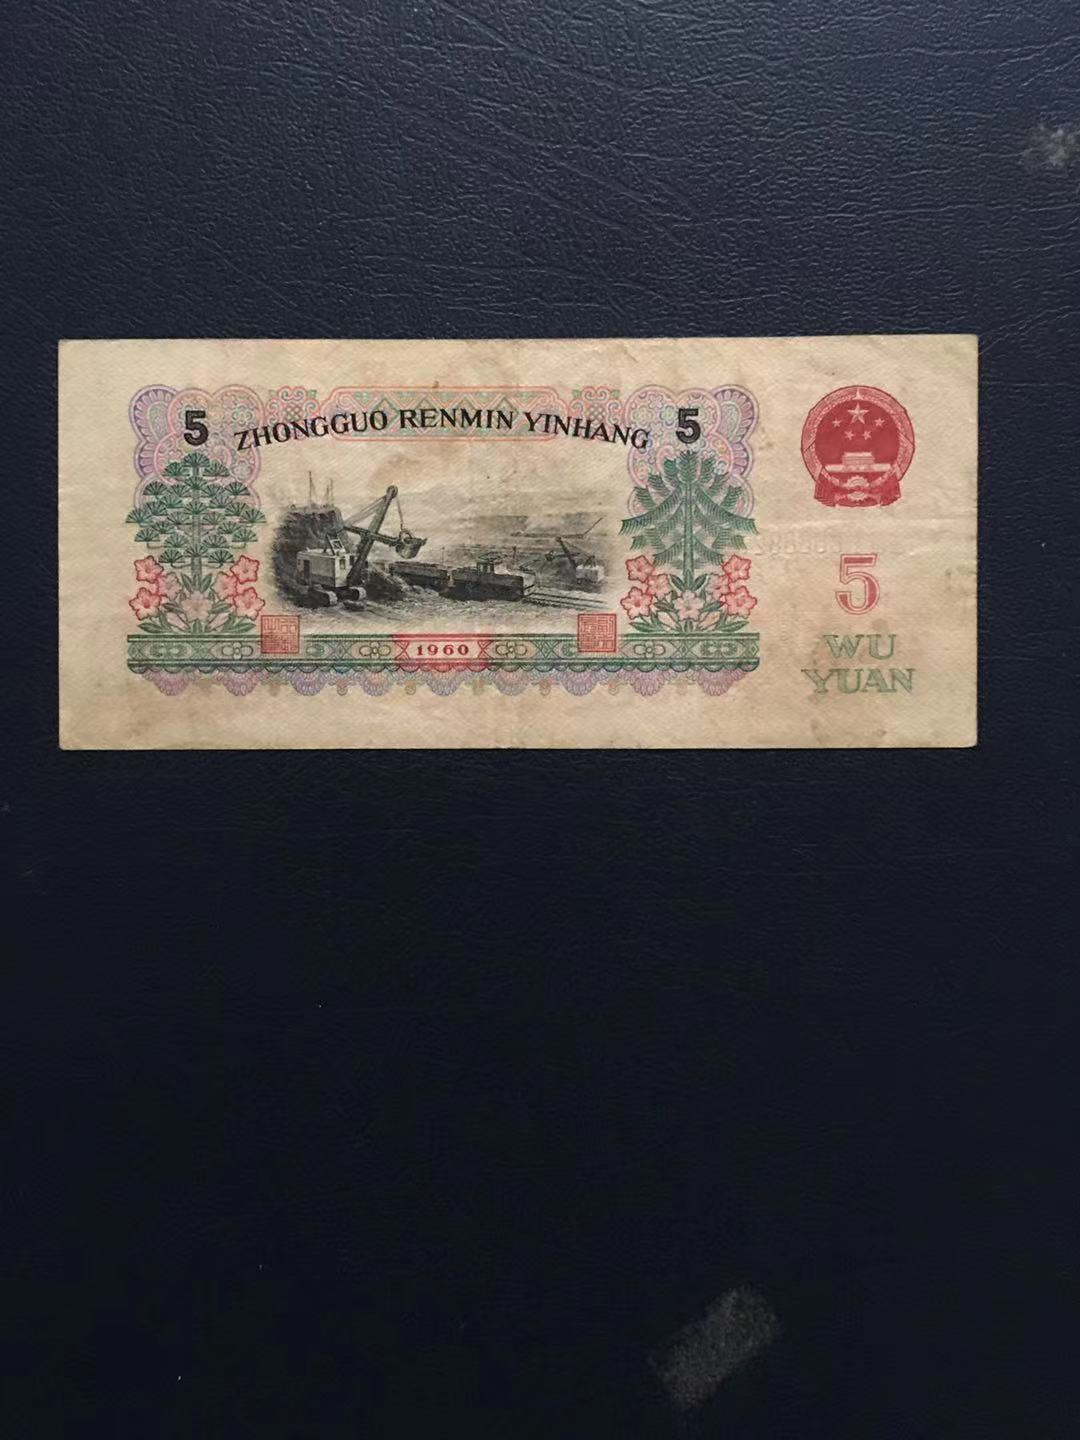 5 ZHONGGUO RENMIN YINHANG 5
1960
5
WU
YUAN